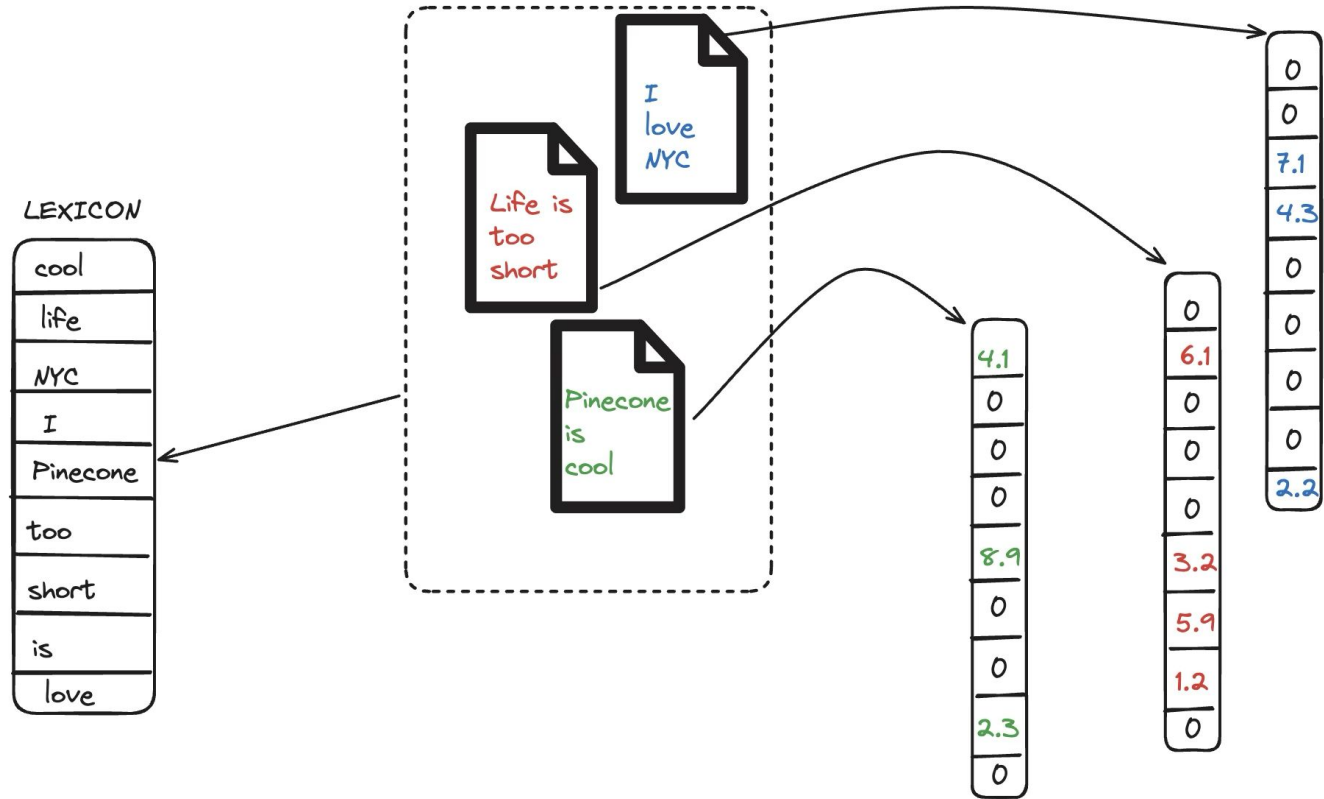 LEXICON
cool
life
NYC
I
Pinecone
too
short
is
love
I
love
NYC
Life is
too
short
Pinecone
is
cool
4.1
0
0
0
8.9
0
0
2.3
0
0
6.1
0
0
0
3.2
5.9
1.2
0
0
0
7.1
4.3
0
0
0
0
2.2